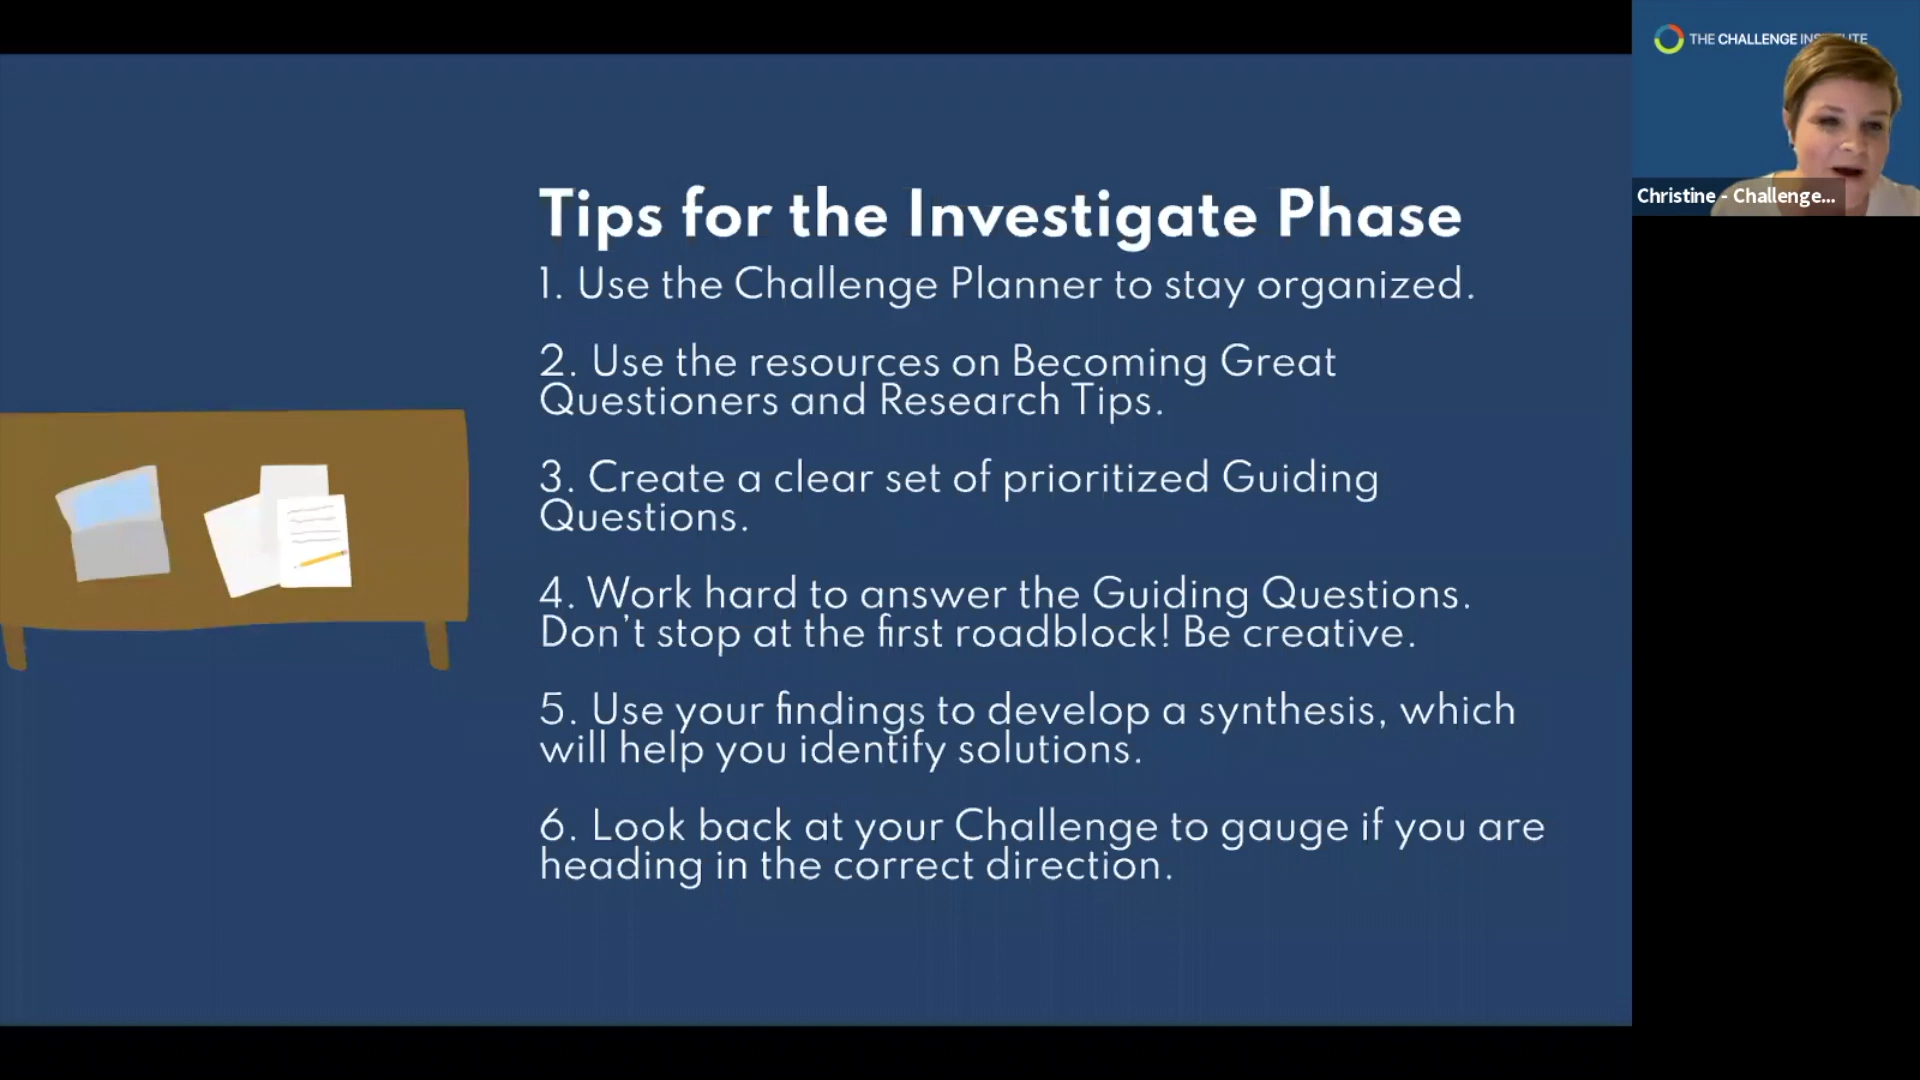 Tips for the Investigate Phase
1. Use the Challenge Planner to stay organized.
2. Use the resources on Becoming Great
Questioners and Research Tips.
3. Create a clear set of prioritized Guiding
Questions.
4. Work hard to answer the Guiding Questions.
Don't stop at the first roadblock! Be creative.
5. Use your findings to develop a synthesis, which
will help you identify solutions.
6. Look back at your Challenge to gauge if you are
heading in the correct direction.
THE CHALLENGE
Christine - Challenge...